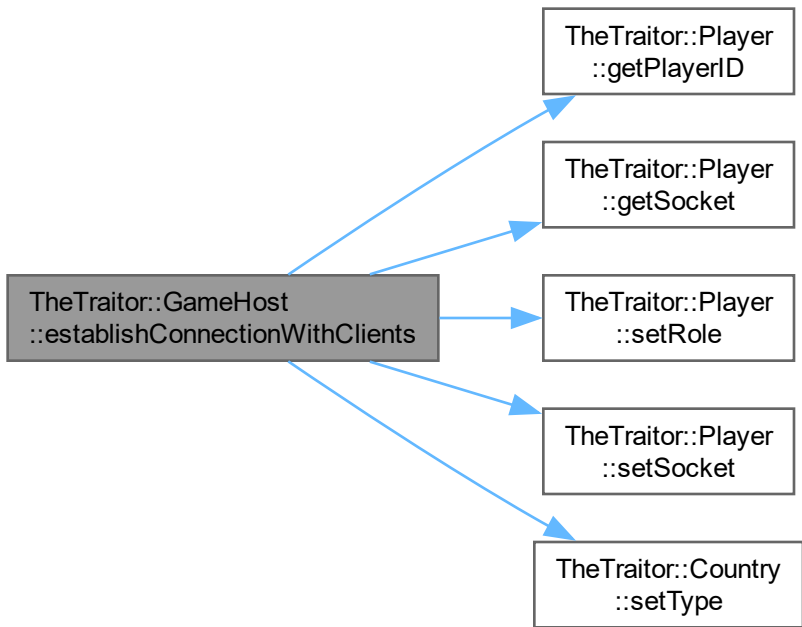 TheTraitor::GameHost
::establishConnectionWithClients
TheTraitor::Player
::getPlayerID
TheTraitor::Player
::getSocket
TheTraitor::Player
::setRole
TheTraitor::Player
::setSocket
TheTraitor::Country
::setType